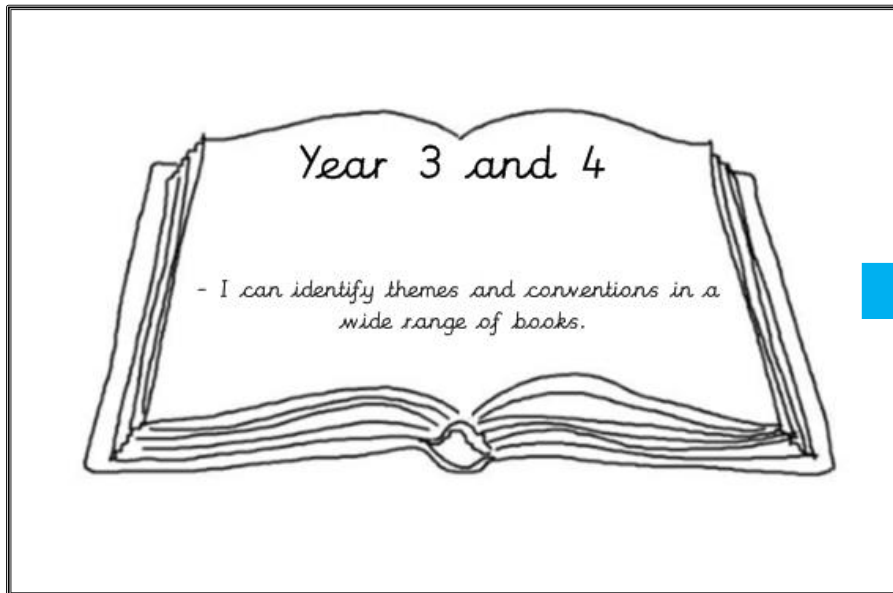 Year 3 and 4
- I can identify themes and conventions in a
wide range of books.